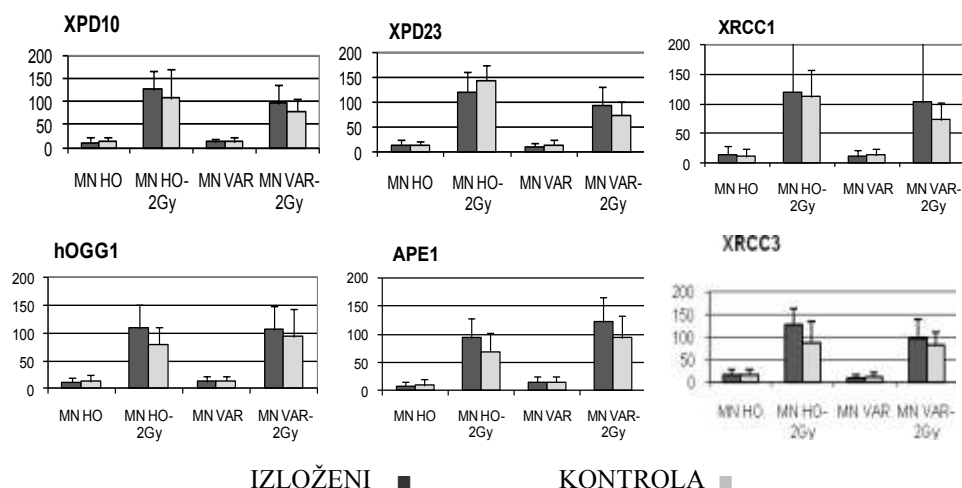 XPD10
200
150
100
50
0
MN HO MN HO- MN VAR MN VAR-
2Gy 2Gy
XPD23
200
150
100
50
0
MN HO MN HO- MN VAR MN VAR-
2Gy 2Gy
XRCC1
200
150
100
50
0
MN HO MN HO- MN VAR MN VAR-
2Gy 2Gy
hOGG1
200
150
100
50
0
MN HO MN HO- MN VAR MN VAR-
2Gy 2Gy
APE1
200
150
100
50
0
MN HO MN HO- MN VAR MN VAR-
2Gy 2Gy
XRCC3
200
150
100
50
0
MN HO MN HO- MN VAR MN VAR-
2Gy 2Gy
IZLOŽENI KONTROLA